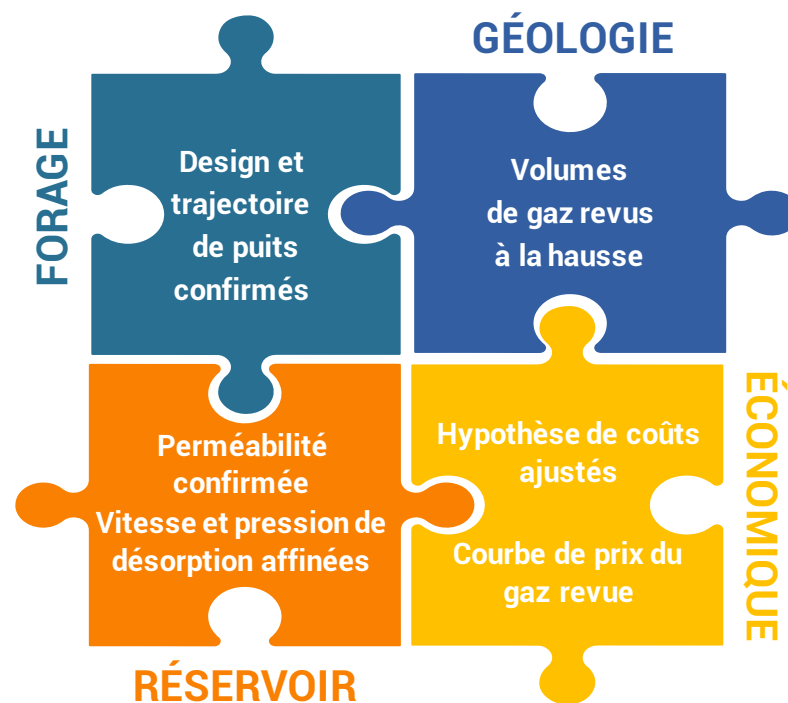 GÉOLOGIE
FORAGE
Design et
trajectoire
de puits
confirmés
Volumes
de gaz revus
à la hausse
Perméabilité
confirmée
Vitesse et pression de
désorption affinées
RÉSERVOIR
Hypothèse de coûts
ajustés
Courbe de prix du
gaz revue
ÉCONOMIQUE